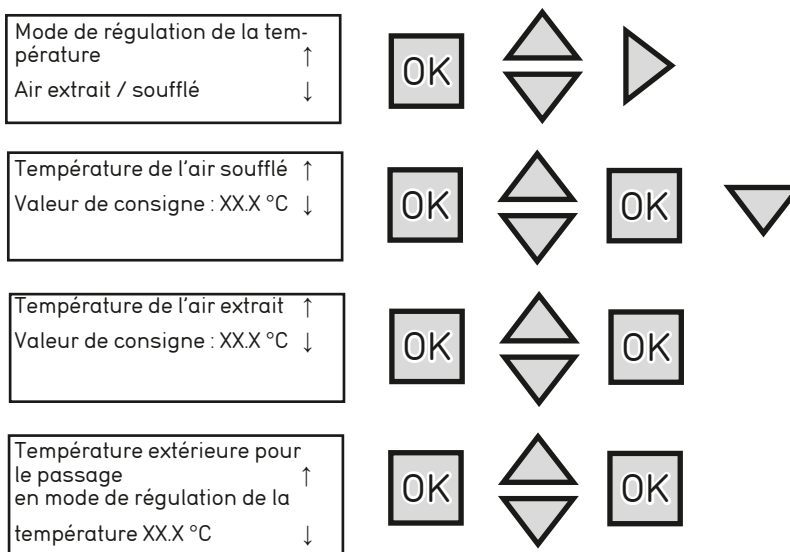 Mode de régulation de la tem-
pérature ↑
Air extrait / soufflé ↓
OK
Température de l'air soufflé ↑
Valeur de consigne : XX.X °C ↓
OK
OK
Température de l'air extrait ↑
Valeur de consigne : XX.X °C ↓
OK
OK
Température extérieure pour
le passage ↑
en mode de régulation de la
température XX.X °C ↓
OK
OK